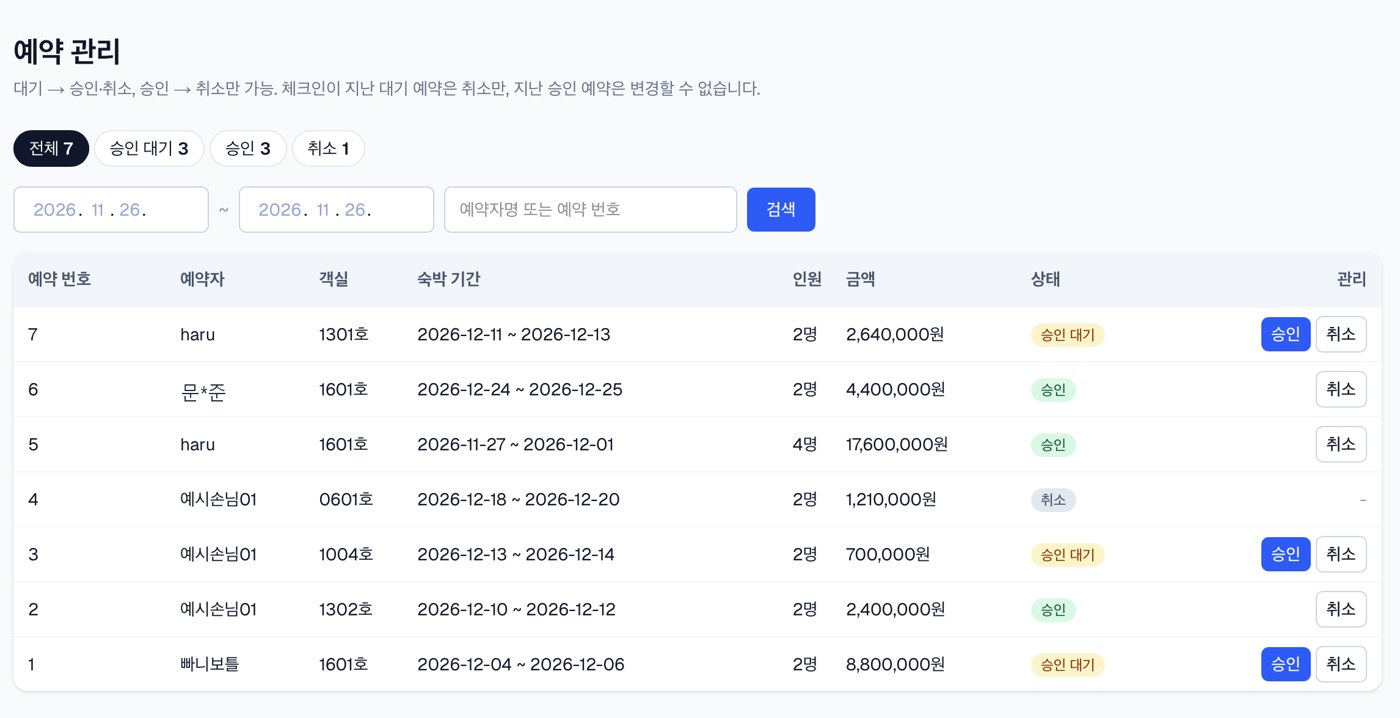 예약 관리
대기 → 승인·취소, 승인 → 취소만 가능. 체크인이 지난 대기 예약은 취소만, 지난 승인 예약은 변경할 수 없습니다.
전체 7 승인 대기 3 승인 3 취소 1
2026. 11 . 26. ~ 2026. 11 . 26. 예약자명 또는 예약 번호 검색
예약 번호 예약자 객실 숙박 기간 인원 금액 상태 관리
7 haru 1301호 2026-12-11 ~ 2026-12-13 2명 2,640,000원 승인 대기 승인 취소
6 문*준 1601호 2026-12-24 ~ 2026-12-25 2명 4,400,000원 승인 취소
5 haru 1601호 2026-11-27 ~ 2026-12-01 4명 17,600,000원 승인 취소
4 예시손님01 0601호 2026-12-18 ~ 2026-12-20 2명 1,210,000원 취소 -
3 예시손님01 1004호 2026-12-13 ~ 2026-12-14 2명 700,000원 승인 대기 승인 취소
2 예시손님01 1302호 2026-12-10 ~ 2026-12-12 2명 2,400,000원 승인 취소
1 빠니보틀 1601호 2026-12-04 ~ 2026-12-06 2명 8,800,000원 승인 대기 승인 취소